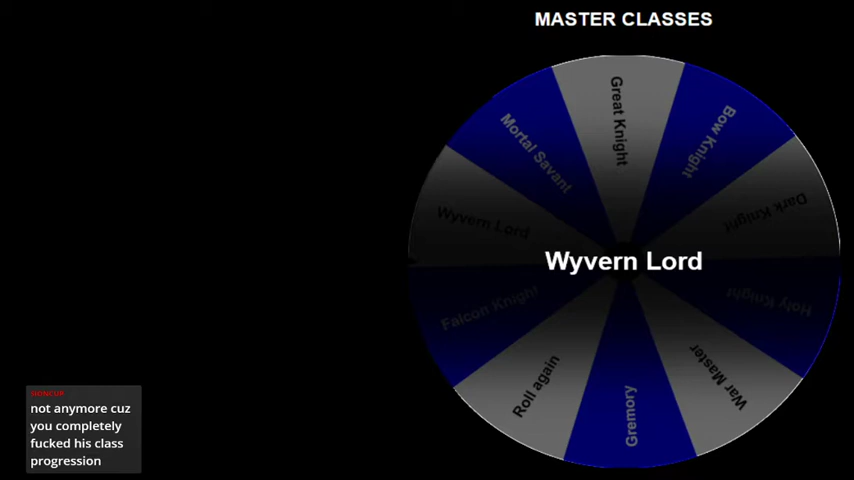 MASTER CLASSES
Great Knight
Bow Knight
Mortal Savant
Dark Knight
Wyvern Lord
Wyvern Lord
Holy Knight
Falcon Knight
War Master
Roll again
Gremory
HONCUP
not anymore cuz
you completely
fucked his class
progression